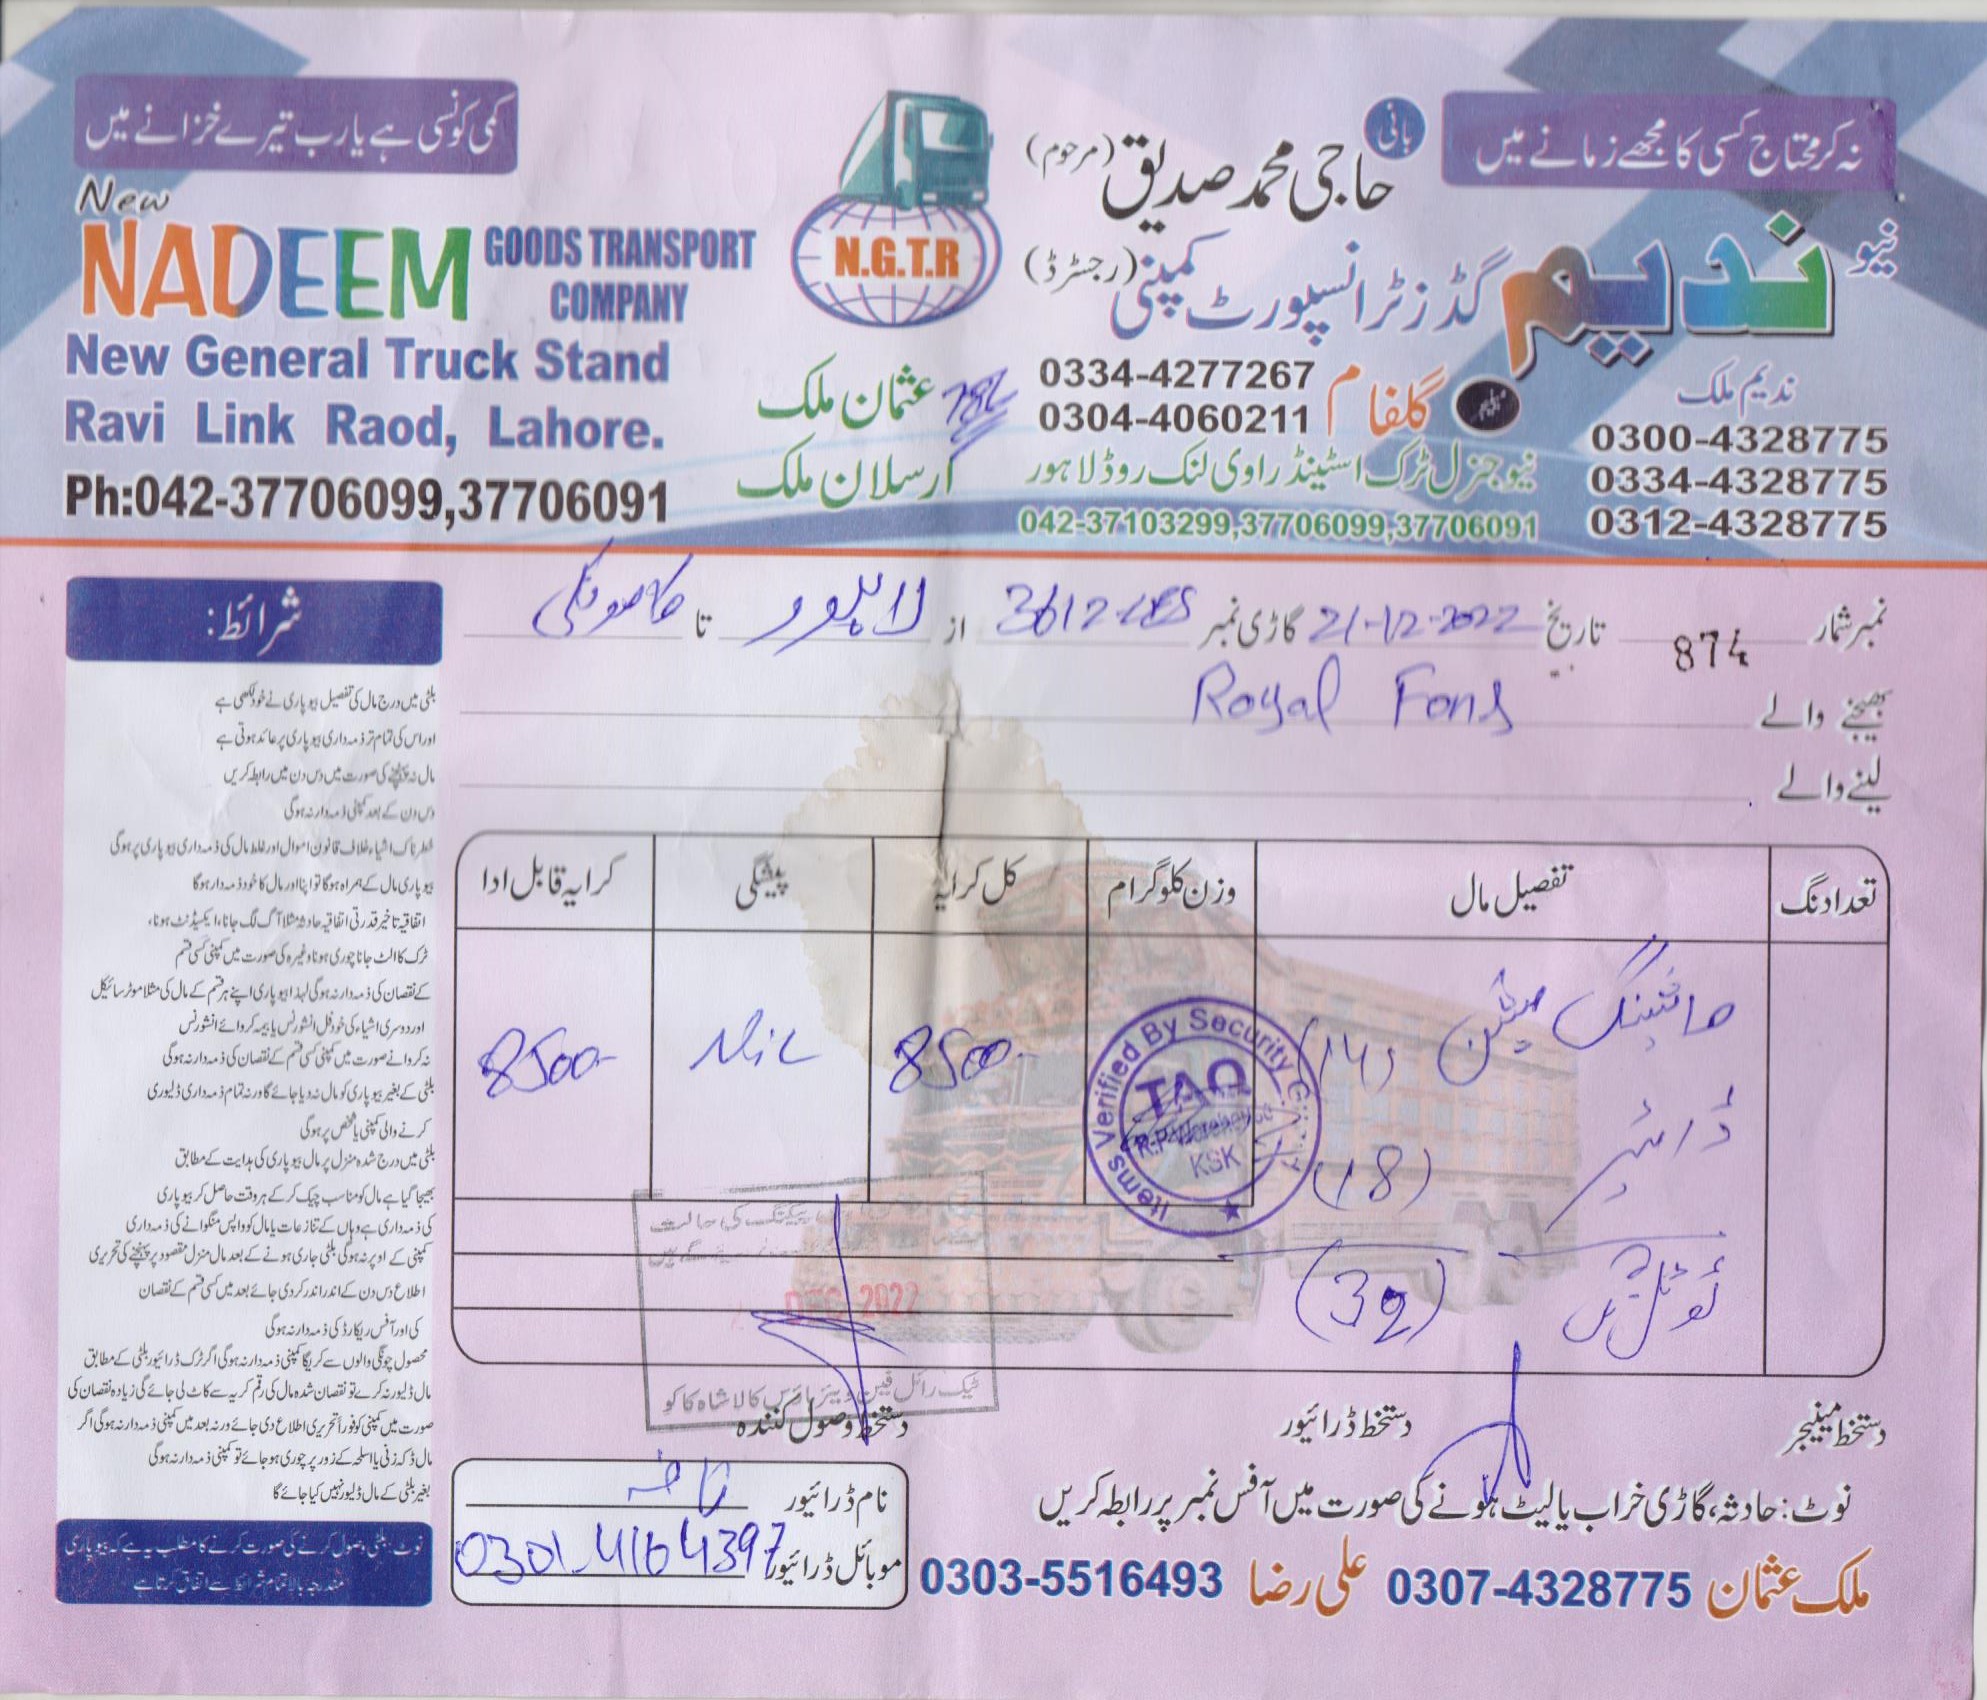 نہ کر محتاج کسی کا مجھے زمانے میں
کمی کونسی ہے یارب تیرے خزانے میں
بانی
حاجی محمد صدیق (مرحوم)
نیو ندیم گڈز ٹرانسپورٹ کمپنی (رجسٹرڈ)
N.G.T.R
New
NADEEM GOODS TRANSPORT
COMPANY
New General Truck Stand
Ravi Link Raod, Lahore.
Ph:042-37706099,37706091
عثمان ملک
ارسلان ملک
786
گلفام
0334-4277267
0304-4060211
نیو جنرل ٹرک اسٹینڈ راوی لنک روڈ لاہور
042-37103299,37706099,37706091
ندیم ملک
0300-4328775
0334-4328775
0312-4328775
نمبر شمار 874 تاریخ 21-12-2022 گاڑی نمبر 3612 LES از لاہور تا
بھیجنے والے Royal Fans
لینے والے
تعداد نگ تفصیل مال وزن کلوگرام کل کرایہ پیشگی کرایہ قابل ادا
مشین (14) 8500- Nil 8500-
(18)
(32)
Items Verified By Security
TAQ
R.P Warehouse
KSK
پیکنگ کی حالت
DEC 2022
رائل فین ویئر ہاؤس کالا شاہ کاکو
دستخط مینیجر دستخط ڈرائیور دستخط وصول کنندہ
نوٹ: حادثہ، گاڑی خراب یا لیٹ ہونے کی صورت میں آفس نمبر پر رابطہ کریں
ملک عثمان 0307-4328775 علی رضا 0303-5516493
نام ڈرائیور
موبائل ڈرائیور 0301-4164397
شرائط:
بلٹی میں درج مال کی تفصیل بیوپاری نے خود لکھی ہے
اور اس کی تمام تر ذمہ داری بیوپاری پر عائد ہوتی ہے
مال نہ پہنچنے کی صورت میں دس دن میں رابطہ کریں
دس دن کے بعد کمپنی ذمہ دار نہ ہوگی
خطرناک اشیاء خلاف قانون اموال اور غلط مال کی ذمہ داری بیوپاری پر ہوگی
بیوپاری مال کے ہمراہ ہوگا تو اپنا اور مال کا خود ذمہ دار ہوگا
اتفاقیہ تاخیر قدرتی اتفاقیہ حادثہ مثلا آگ لگ جانا، ایکسیڈنٹ ہونا،
ٹرک کا الٹ جانا چوری ہونا وغیرہ کی صورت میں کمپنی کسی قسم
کے نقصان کی ذمہ دار نہ ہوگی لہذا بیوپاری اپنے ہر قسم کے مال کی مثلا موٹر سائیکل
اور دوسری اشیاء کی خود فل انشورنس یا بیمہ کروائے انشورنس
نہ کروانے صورت میں کمپنی کسی قسم کے نقصان کی ذمہ دار نہ ہوگی
بلٹی کے بغیر بیوپاری کو مال نہ دیا جائے گا ورنہ تمام ذمہ داری ڈلیوری
کرنے والی کمپنی یا شخص پر ہوگی
بلٹی میں درج شدہ منزل پر مال بیوپاری کی ہدایت کے مطابق
بھیجا گیا ہے مال کو مناسب چیک کر کے ہر وقت حاصل کر بیوپاری
کی ذمہ داری ہے وہاں کے تنازعات یا مال کو واپس منگوانے کی ذمہ داری
کمپنی کے اوپر نہ ہوگی بلٹی جاری ہونے کے بعد مال منزل مقصود پر پہنچنے کی تحریری
اطلاع دس دن کے اندر اندر کر دی جائے بعد میں کسی قسم کے نقصان
کی اور آفس ریکارڈ کی ذمہ دار نہ ہوگی
محصول چونگی والوں سے کمپنی ذمہ دار نہ ہوگی اگر ٹرک ڈرائیور بلٹی کے مطابق
مال ڈلیور نہ کرے تو نقصان شدہ مال کی رقم کریہ سے کاٹ لی جائے گی زیادہ نقصان کی
صورت میں کمپنی کو فورا تحریری اطلاع دی جائے ورنہ بعد میں کمپنی ذمہ دار نہ ہوگی اگر
مال ڈکہ زنی یا اسلحہ کے زور پر چوری ہو جائے تو کمپنی ذمہ دار نہ ہوگی
بغیر بلٹی کے مال ڈلیور نہیں کیا جائے گا
نوٹ: بلٹی وصول کرنے کی صورت کرنے کا مطلب یہ ہے کہ بیوپاری
مندرجہ بالا تمام شرائط سے اتفاق کرتا ہے